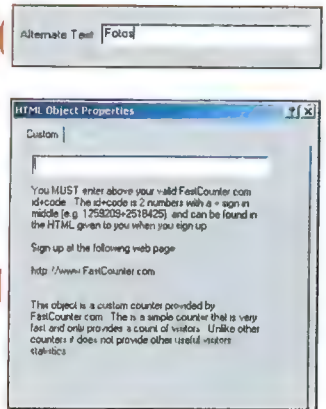 Alternate Text Fotos
HTML Object Properties
Custom
You MUST enter above your valid FastCounter com
id+code The id+code is 2 numbers with a + sign in
middle [e.g 1259209+2518425] and can be found in
the HTML given to you when you sign up
Sign up at the following web page
http //www FastCounter com
This object is a custom counter provided by
FastCounter com The is a simple counter that is very
fast and only provides a count of visitors Unlike other
counters it does not provide other useful visitors
statistics